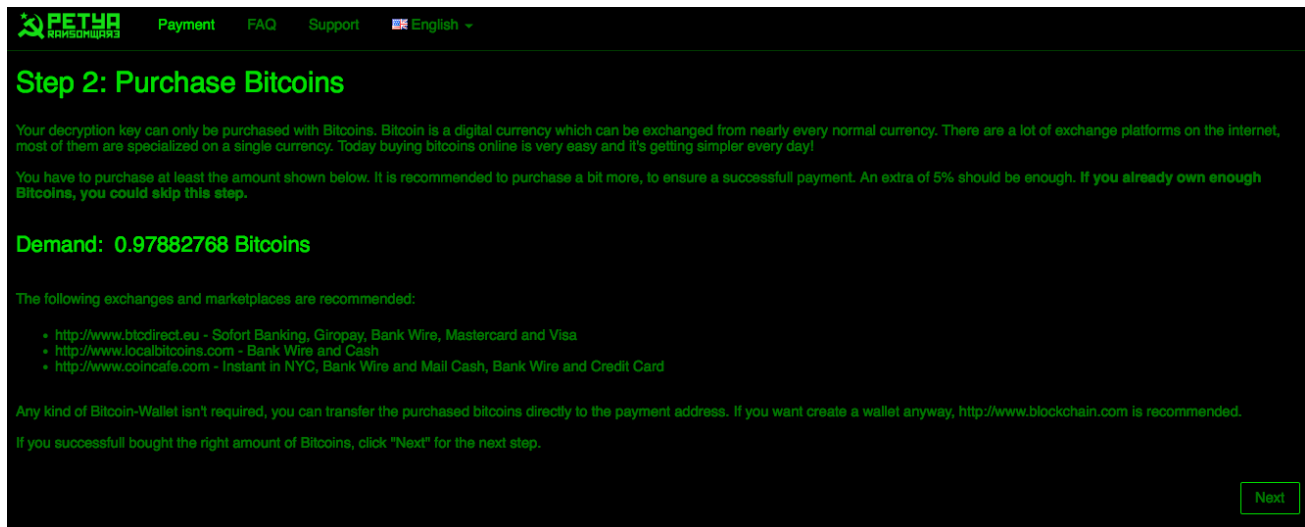 PETYA
RANSOMWAR3
Payment FAQ Support English
Step 2: Purchase Bitcoins
Your decryption key can only be purchased with Bitcoins. Bitcoin is a digital currency which can be exchanged from nearly every normal currency. There are a lot of exchange platforms on the internet,
most of them are specialized on a single currency. Today buying bitcoins online is very easy and it's getting simpler every day!
You have to purchase at least the amount shown below. It is recommended to purchase a bit more, to ensure a successfull payment. An extra of 5% should be enough. If you already own enough
Bitcoins, you could skip this step.
Demand: 0.97882768 Bitcoins
The following exchanges and marketplaces are recommended:
• http://www.btcdirect.eu - Sofort Banking, Giropay, Bank Wire, Mastercard and Visa
• http://www.localbitcoins.com - Bank Wire and Cash
• http://www.coincafe.com - Instant in NYC, Bank Wire and Mail Cash, Bank Wire and Credit Card
Any kind of Bitcoin-Wallet isn't required, you can transfer the purchased bitcoins directly to the payment address. If you want create a wallet anyway, http://www.blockchain.com is recommended.
If you successfull bought the right amount of Bitcoins, click "Next" for the next step.
Next